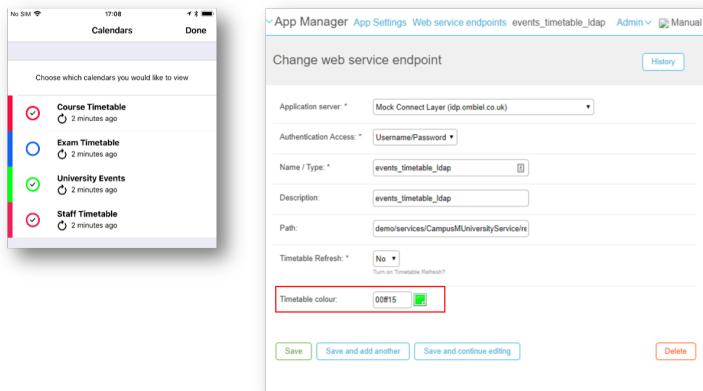 No SIM 17:08
Calendars Done
Choose which calendars you would like to view
Course Timetable
2 minutes ago
Exam Timetable
2 minutes ago
University Events
2 minutes ago
Staff Timetable
2 minutes ago
App Manager App Settings Web service endpoints events_timetable_ldap Admin Manual
Change web service endpoint
History
Application server: * Mock Connect Layer (idp.ombiel.co.uk)
Authentication Access: * Username/Password
Name / Type: * events_timetable_ldap
Description: events_timetable_ldap
Path: demo/services/CampusMUniversityService/re
Timetable Refresh: * No
Turn on Timetable Refresh?
Timetable colour: 00ff15
Save Save and add another Save and continue editing Delete